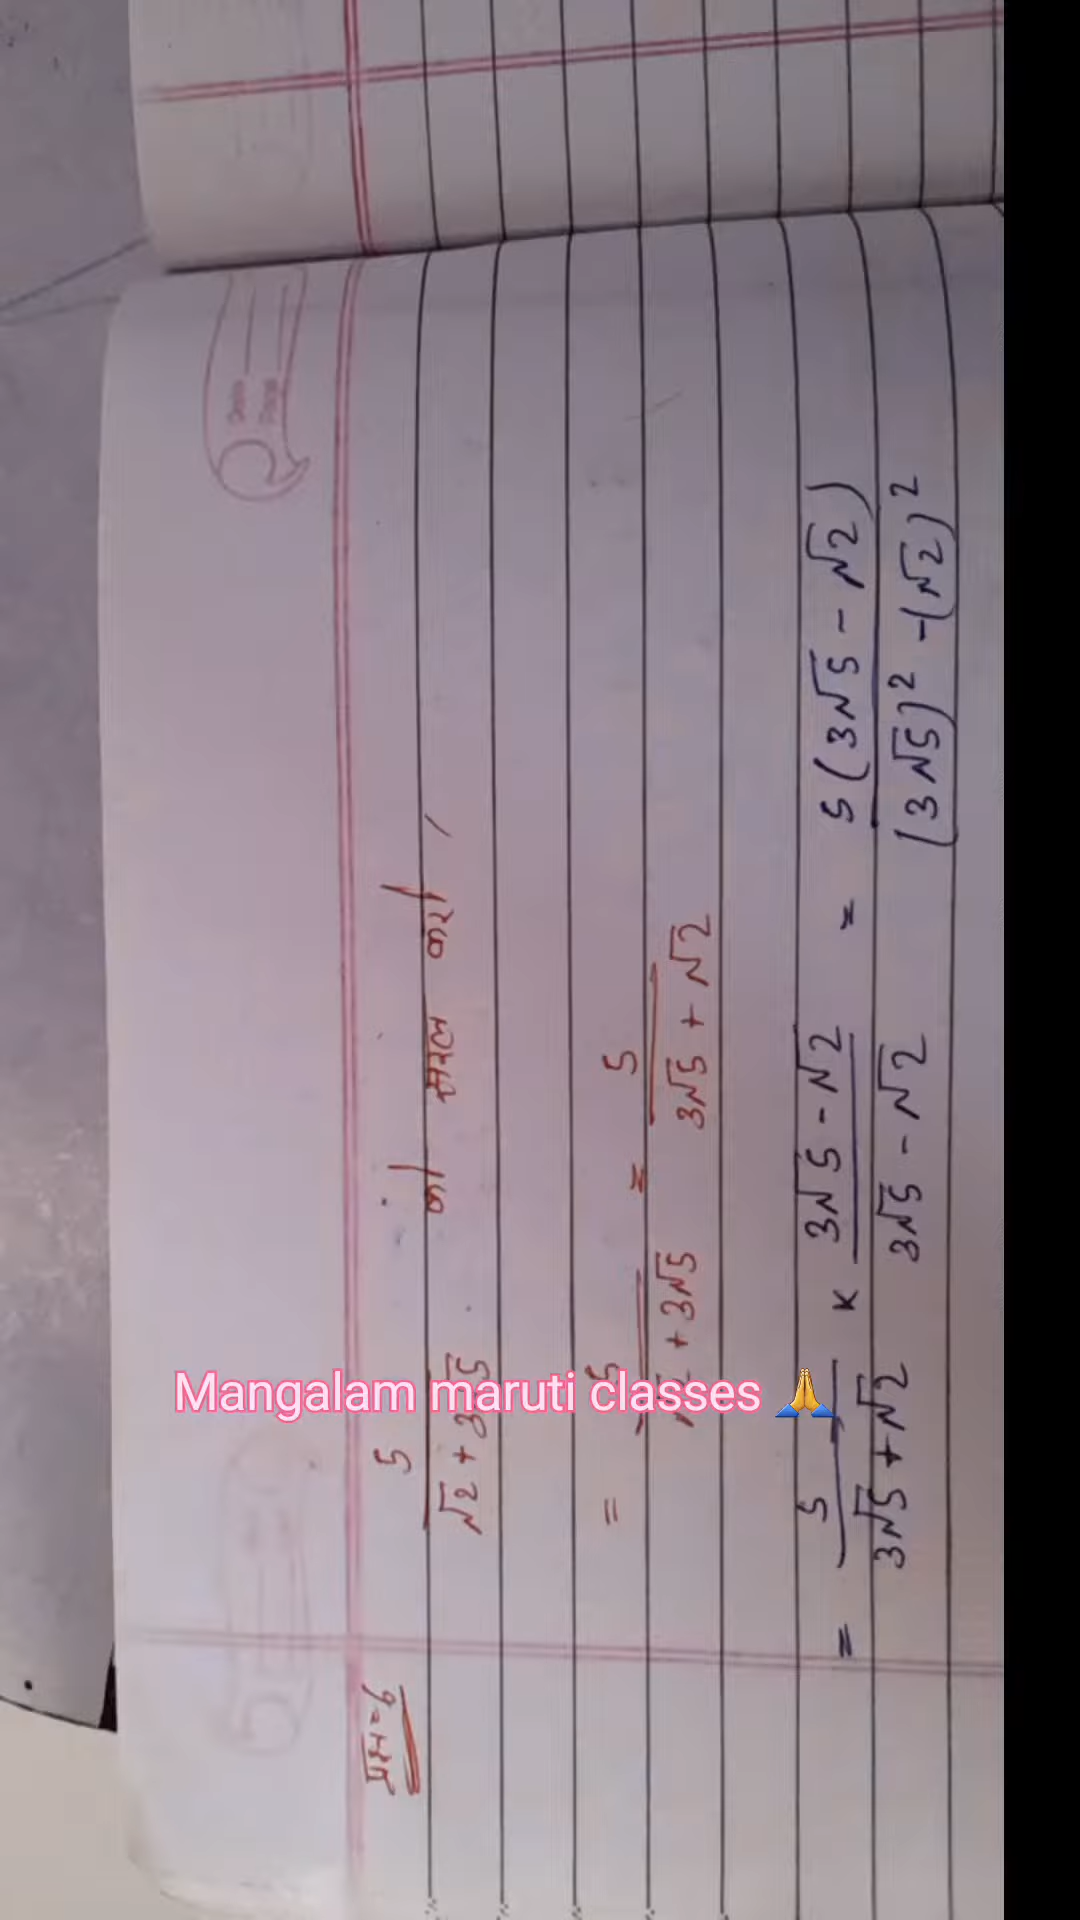 प्रश्न-6 5/(√2 + 3√5) को सरल करो।
= 5/(√2 + 3√5) = 5/(3√5 + √2)
= 5/(3√5 + √2) × (3√5 - √2)/(3√5 - √2) = 5(3√5 - √2)/((3√5)² - (√2)²)
Mangalam maruti classes 🙏